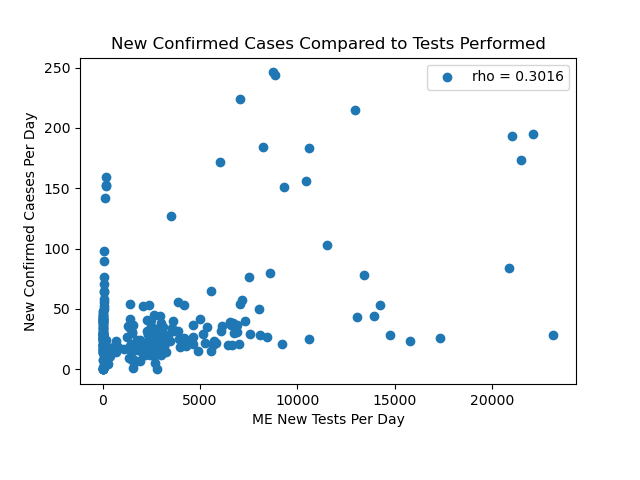 New Confirmed Cases Compared to Tests Performed
rho = 0.3016
New Confirmed Caeses Per Day
250
200
150
100
50
0
0 5000 10000 15000 20000
ME New Tests Per Day